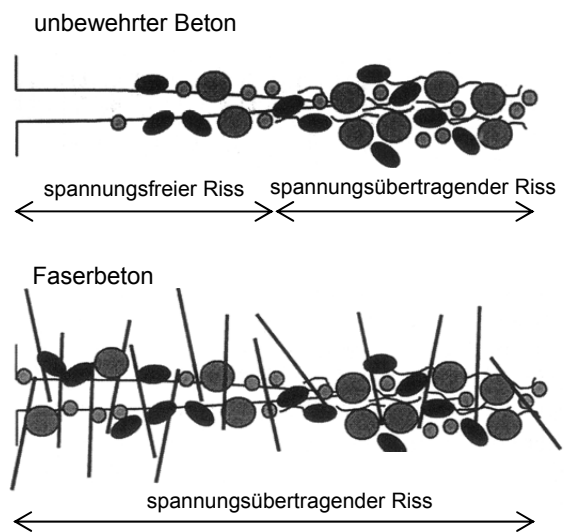 unbewehrter Beton
spannungsfreier Riss spannungsübertragender Riss
Faserbeton
spannungsübertragender Riss